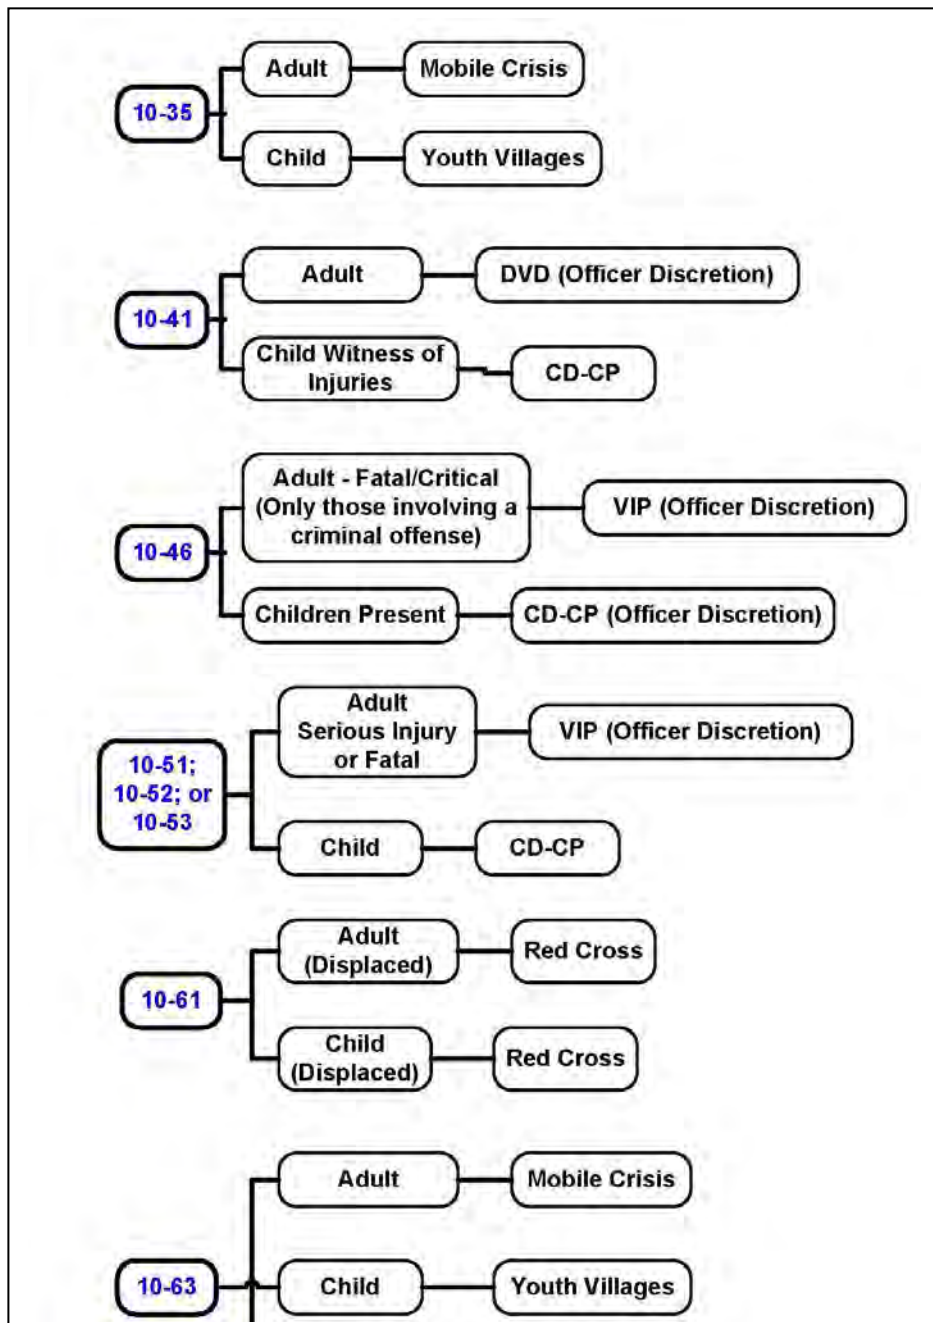 Adult
Mobile Crisis
10-35
Child
Youth Villages
Adult
DVD (Officer Discretion)
10-41
Child Witness of
Injuries
CD-CP
Adult - Fatal/Critical
(Only those involving a
criminal offense)
VIP (Officer Discretion)
10-46
Children Present
CD-CP (Officer Discretion)
Adult
Serious Injury
or Fatal
VIP (Officer Discretion)
10-51;
10-52; or
10-53
Child
CD-CP
Adult
(Displaced)
Red Cross
10-61
Child
(Displaced)
Red Cross
Adult
Mobile Crisis
10-63
Child
Youth Villages